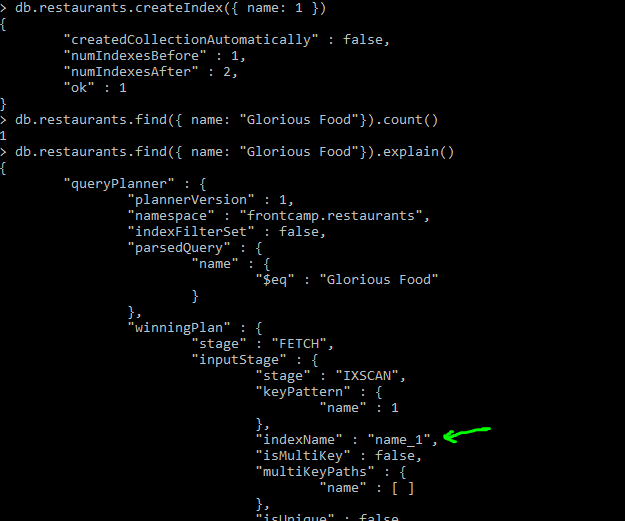 > db.restaurants.createIndex({ name: 1 })
{
        "createdCollectionAutomatically" : false,
        "numIndexesBefore" : 1,
        "numIndexesAfter" : 2,
        "ok" : 1
}
> db.restaurants.find({ name: "Glorious Food"}).count()
1
> db.restaurants.find({ name: "Glorious Food"}).explain()
{
        "queryPlanner" : {
                "plannerVersion" : 1,
                "namespace" : "frontcamp.restaurants",
                "indexFilterSet" : false,
                "parsedQuery" : {
                        "name" : {
                                "$eq" : "Glorious Food"
                        }
                },
                "winningPlan" : {
                        "stage" : "FETCH",
                        "inputStage" : {
                                "stage" : "IXSCAN",
                                "keyPattern" : {
                                        "name" : 1
                                },
                                "indexName" : "name_1",
                                "isMultiKey" : false,
                                "multiKeyPaths" : {
                                        "name" : [ ]
                                },
                                "isUnique" : false